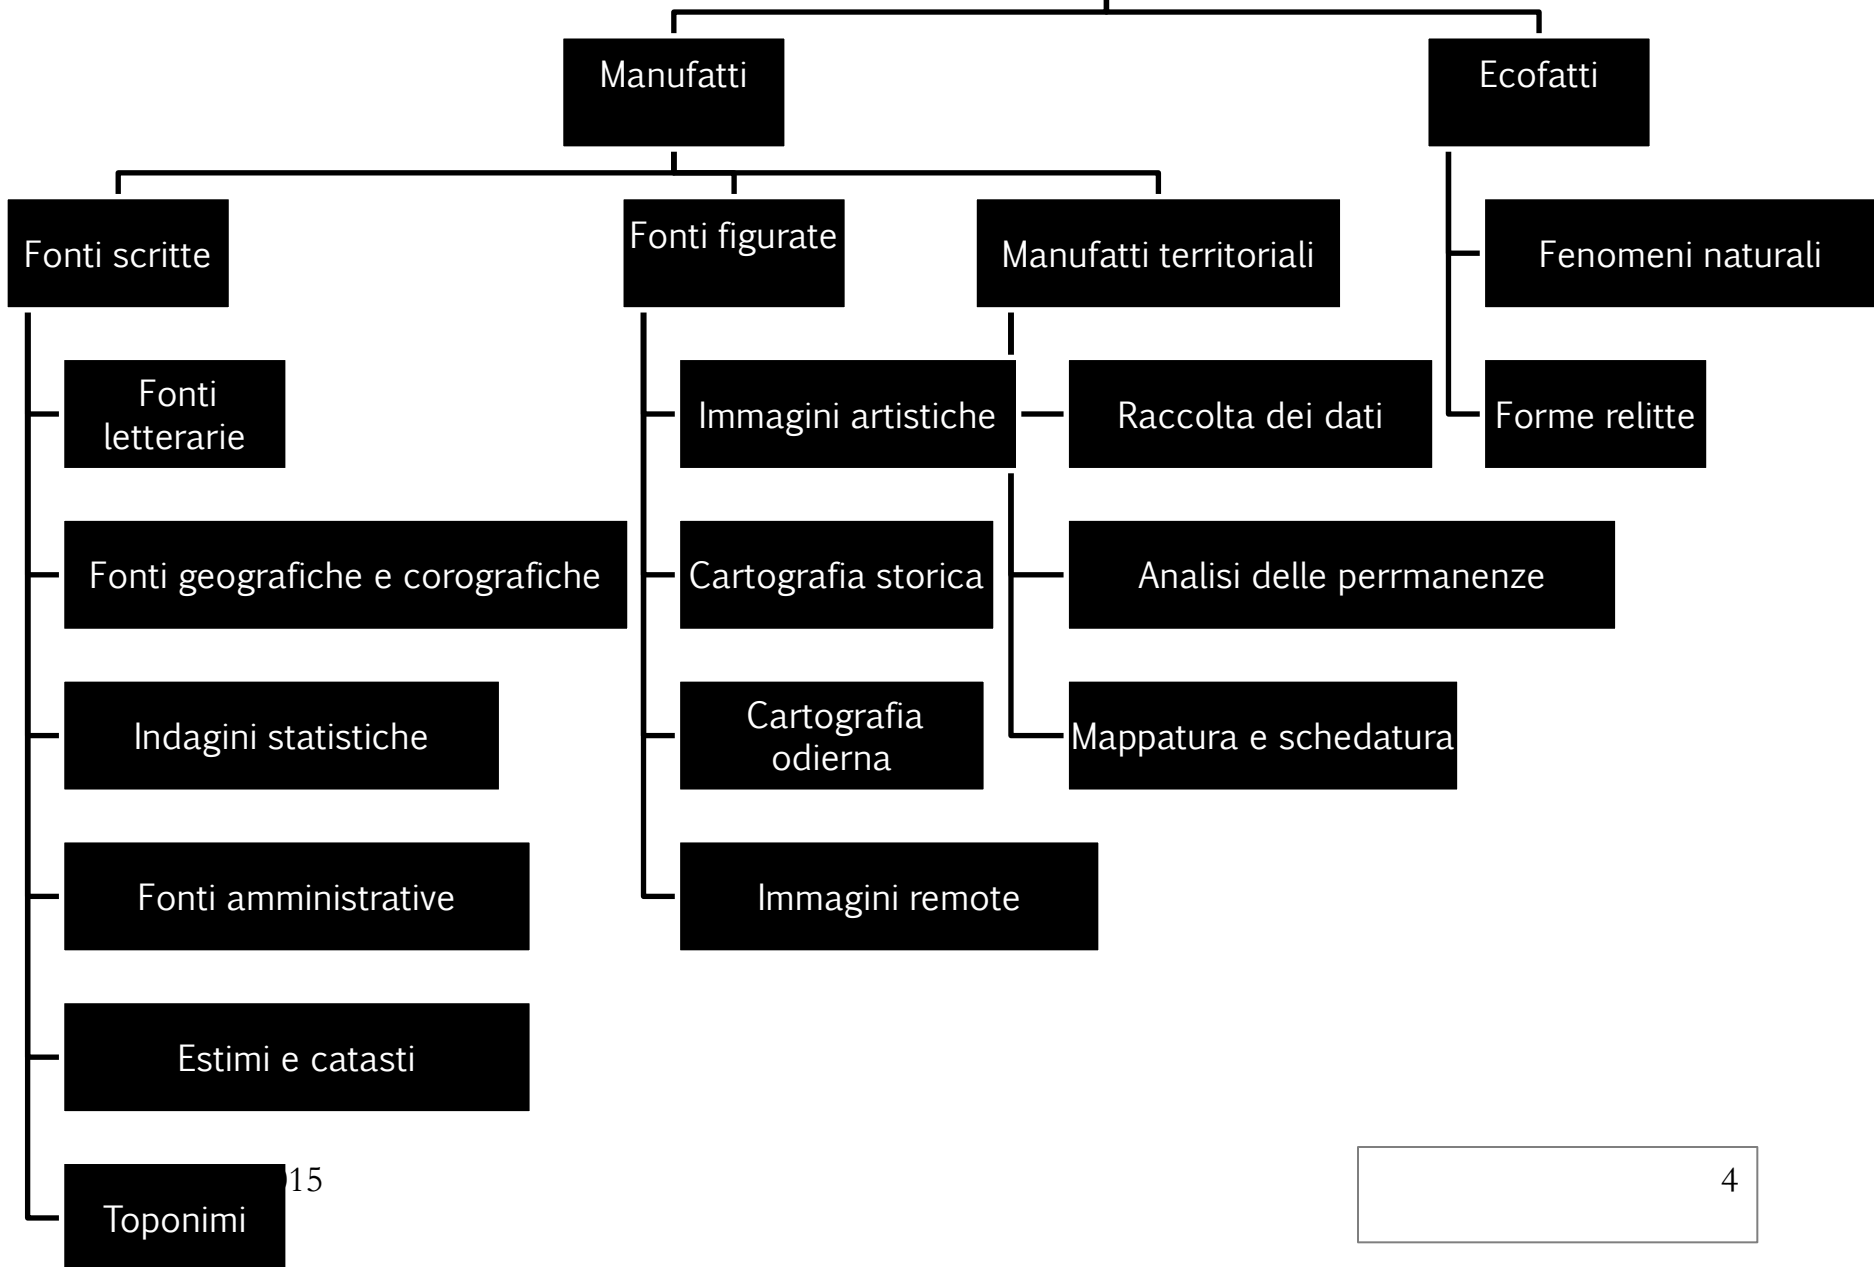 Manufatti
Ecofatti
Fonti scritte
Fonti figurate
Manufatti territoriali
Fenomeni naturali
Fonti
letterarie
Immagini artistiche
Raccolta dei dati
Forme relitte
Fonti geografiche e corografiche
Cartografia storica
Analisi delle perrmanenze
Indagini statistiche
Cartografia
odierna
Mappatura e schedatura
Fonti amministrative
Immagini remote
Estimi e catasti
Toponimi
15
4